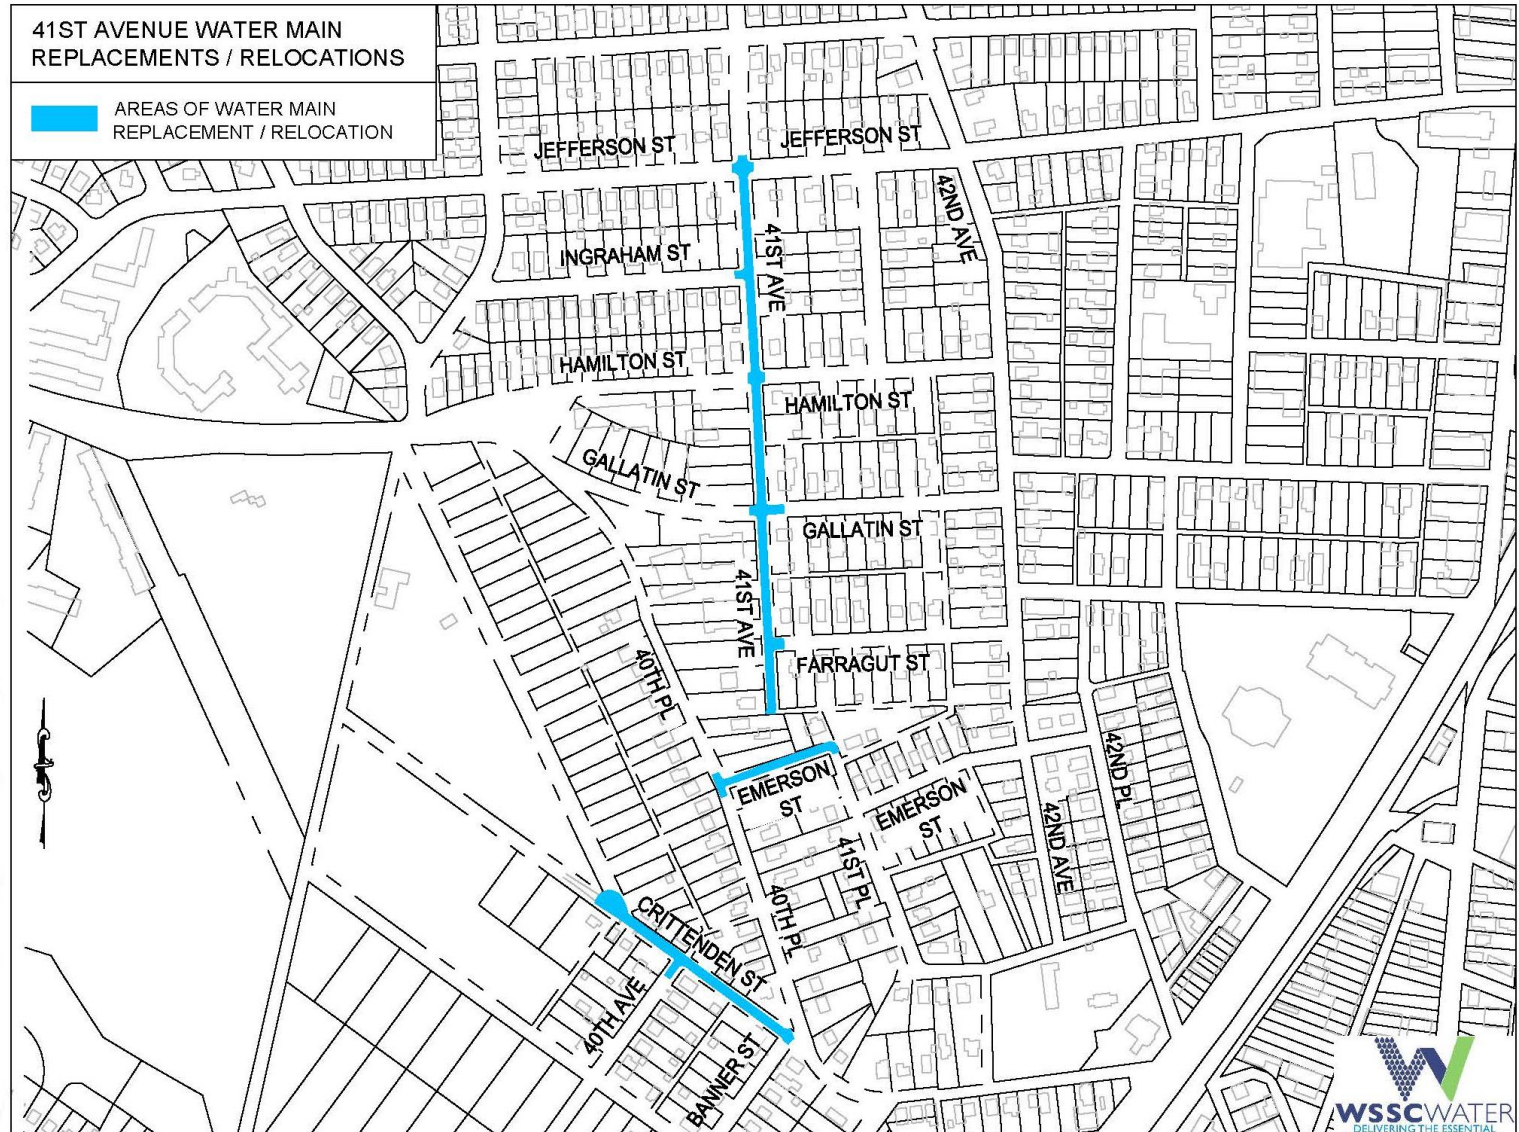 41ST AVENUE WATER MAIN
REPLACEMENTS / RELOCATIONS
AREAS OF WATER MAIN
REPLACEMENT / RELOCATION
JEFFERSON ST
JEFFERSON ST
42ND AVE
41ST AVE
INGRAHAM ST
HAMILTON ST
HAMILTON ST
GALLATIN ST
GALLATIN ST
41ST AVE
40TH PL
FARRAGUT ST
EMERSON
ST
EMERSON
ST
42ND PL
42ND AVE
41ST PL
40TH PL
CRITTENDEN ST
40TH AVE
BANNER ST
WSSCWATER
DELIVERING THE ESSENTIAL